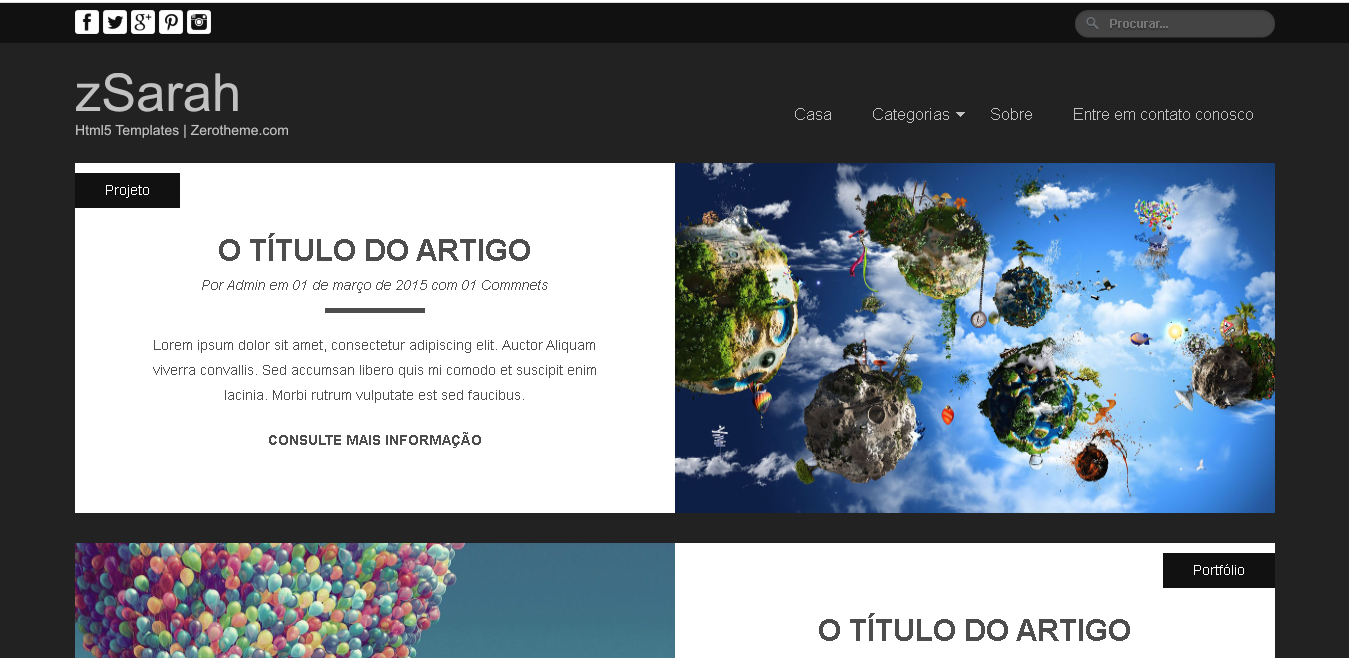 Procurar...
zSarah
Html5 Templates | Zerotheme.com
Casa
Categorias
Sobre
Entre em contato conosco
Projeto
O TÍTULO DO ARTIGO
Por Admin em 01 de março de 2015 com 01 Commnets
Lorem ipsum dolor sit amet, consectetur adipiscing elit. Auctor Aliquam
viverra convallis. Sed accumsan libero quis mi comodo et suscipit enim
lacinia. Morbi rutrum vulputate est sed faucibus.
CONSULTE MAIS INFORMAÇÃO
Portfólio
O TÍTULO DO ARTIGO